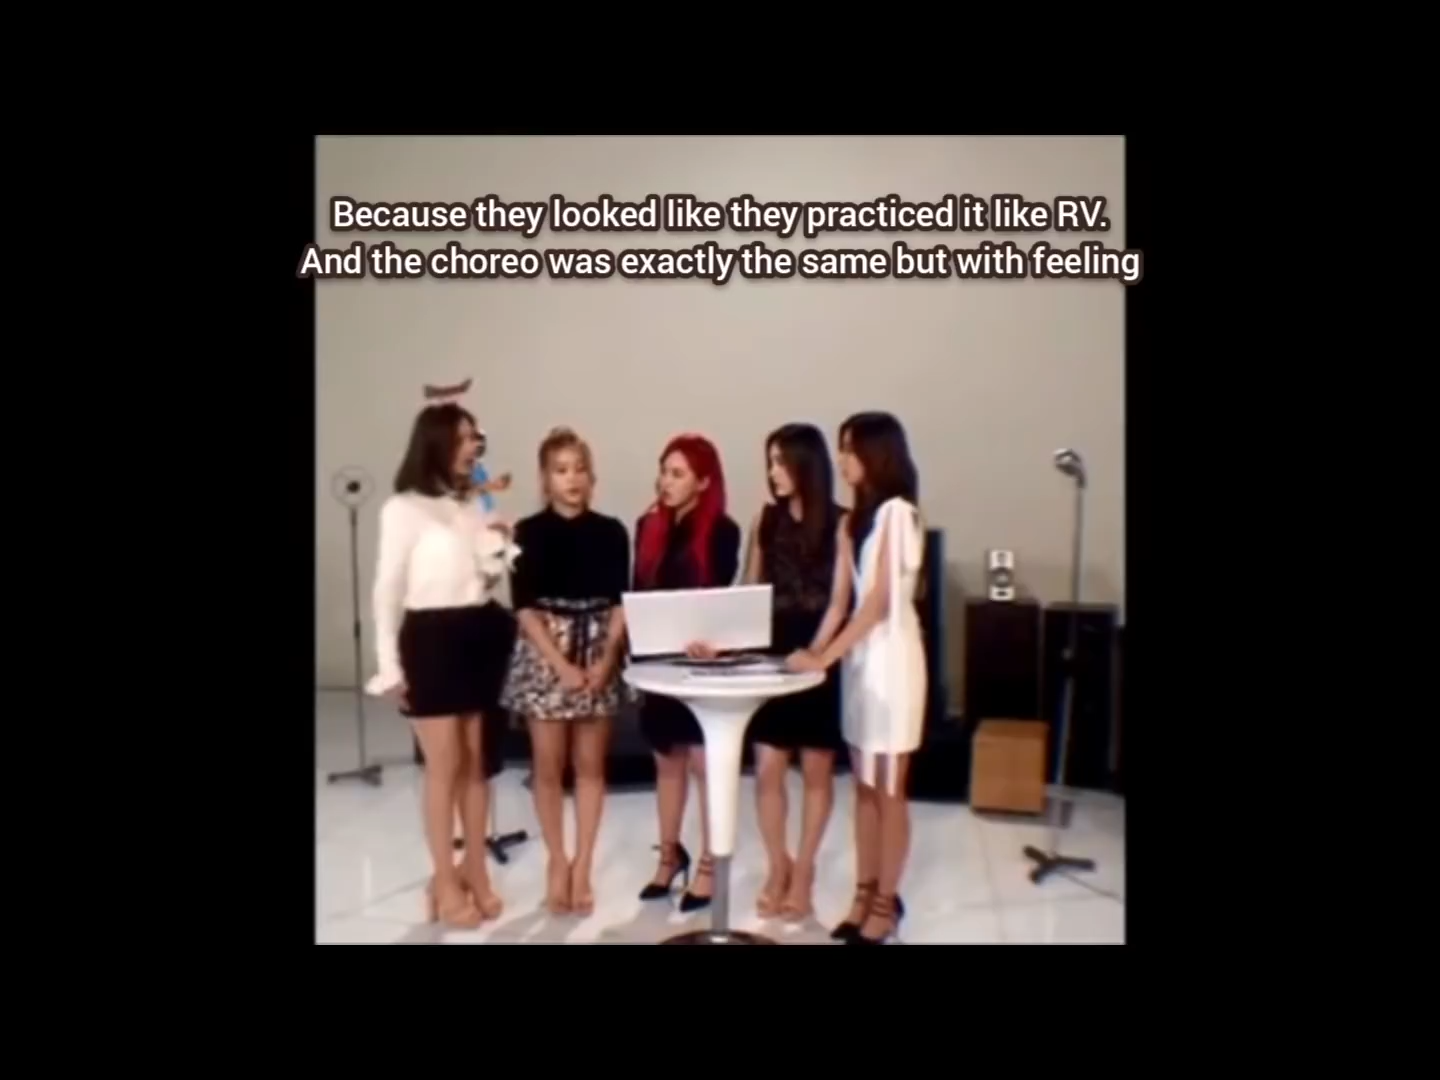 Because they looked like they practiced it like RV.
And the choreo was exactly the same but with feeling